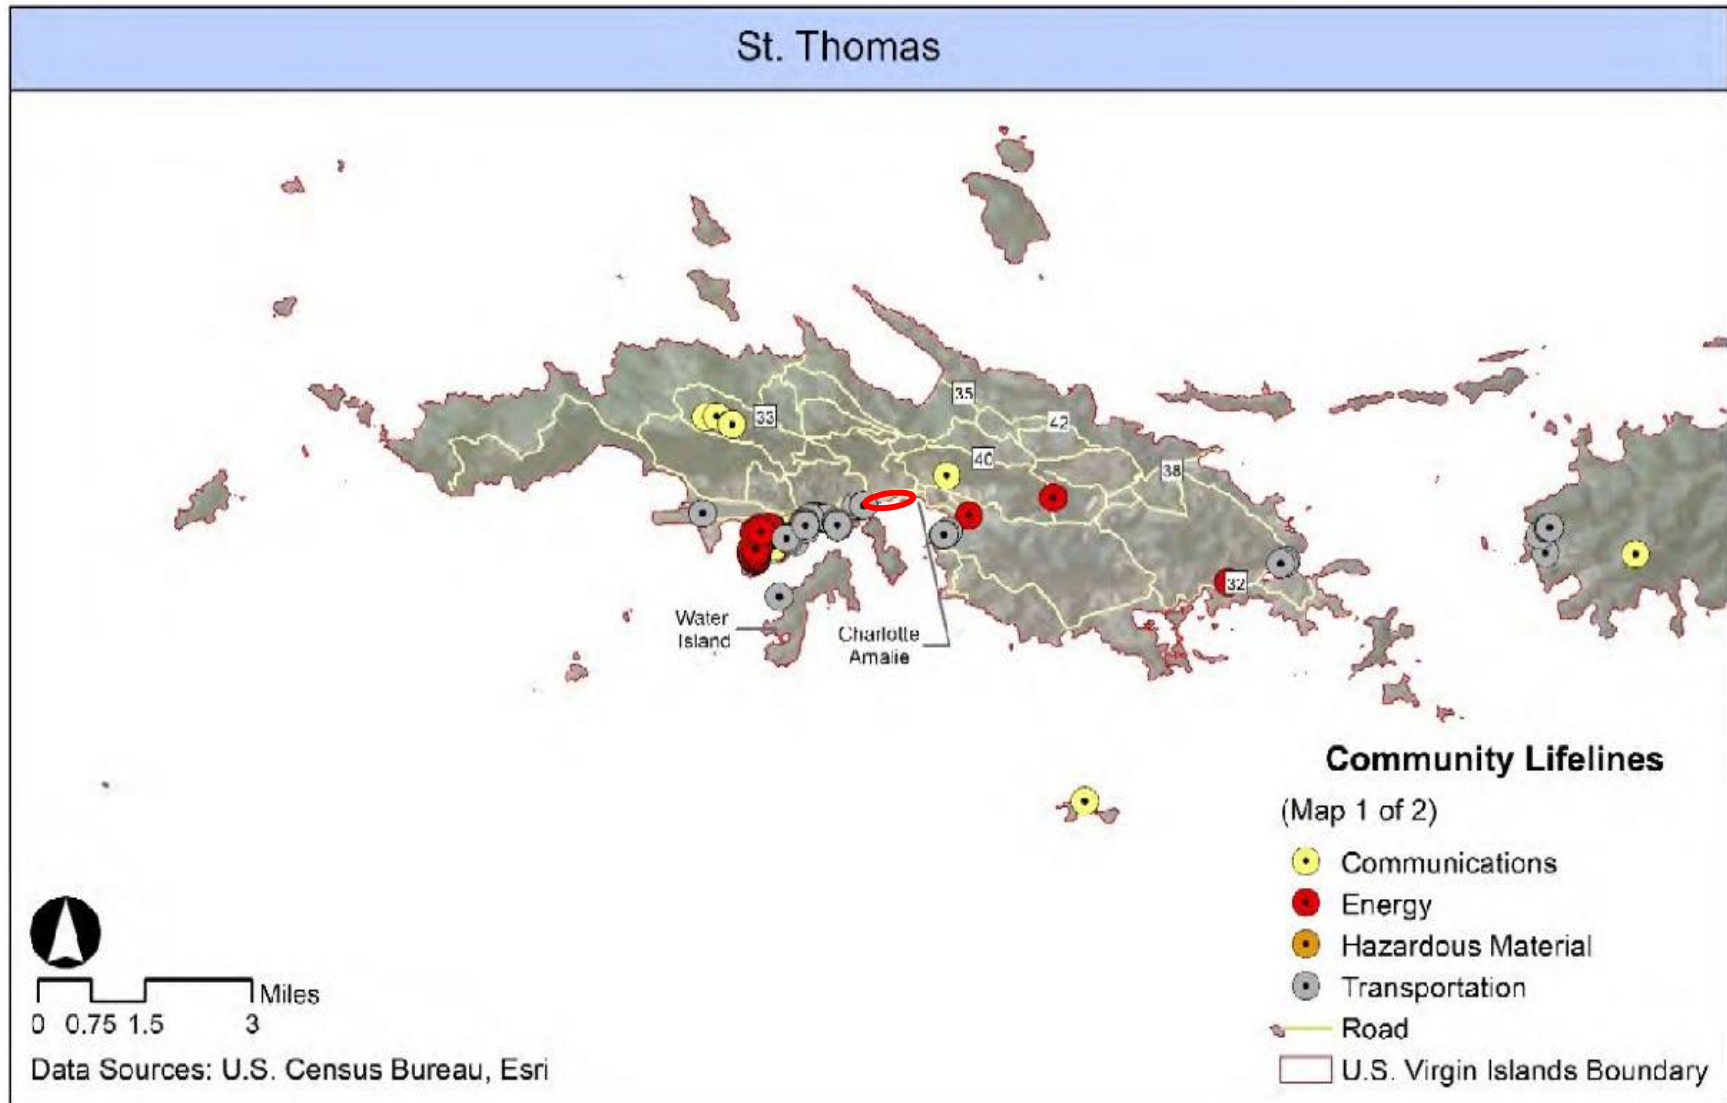 St. Thomas
35
33
42
40
38
32
Water
Island
Charlotte
Amalie
Community Lifelines
(Map 1 of 2)
Communications
Energy
Hazardous Material
Transportation
Road
U.S. Virgin Islands Boundary
Miles
0 0.75 1.5 3
Data Sources: U.S. Census Bureau, Esri